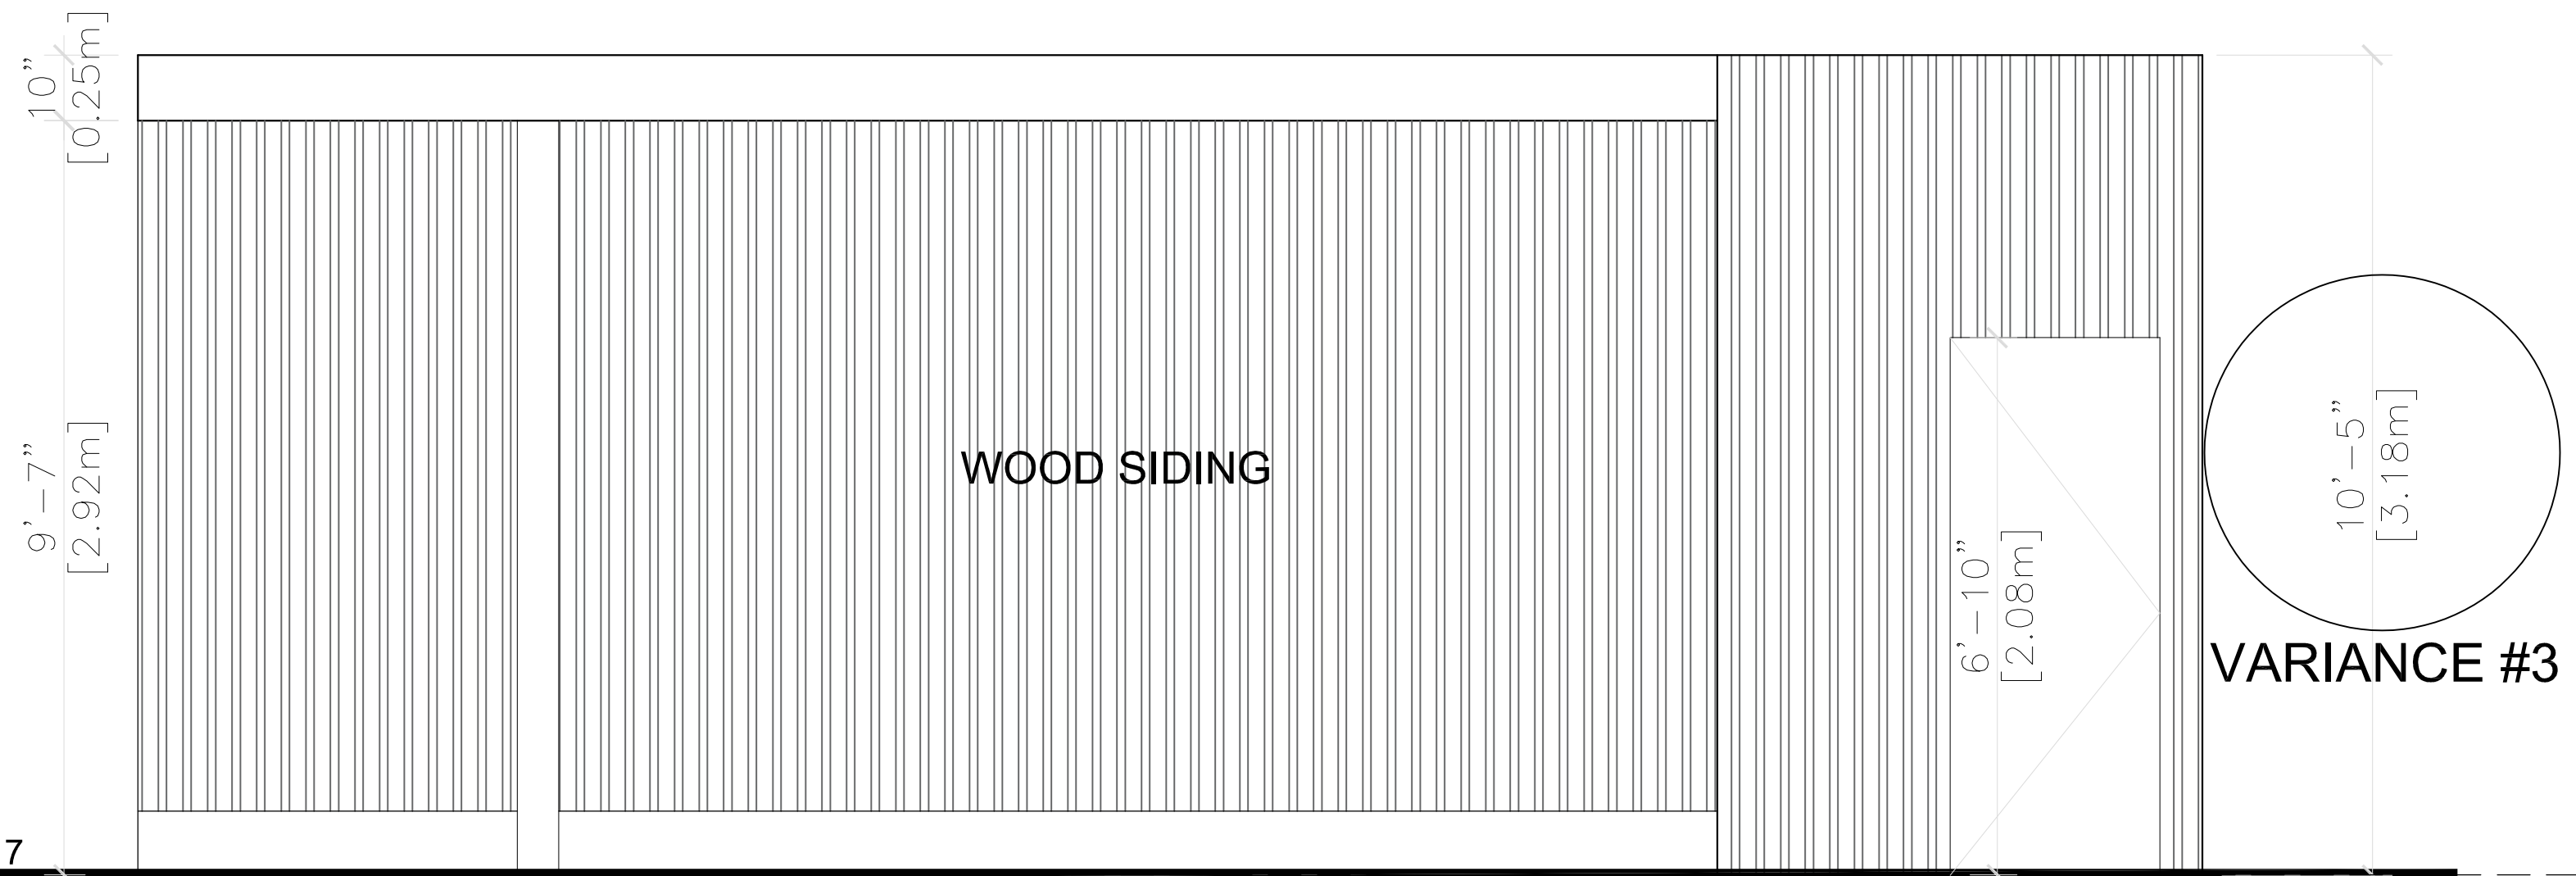 10”
[0.25m]
9’-7”
[2.92m]
WOOD SIDING
6’-10”
[2.08m]
10’-5”
[3.18m]
VARIANCE #3
7